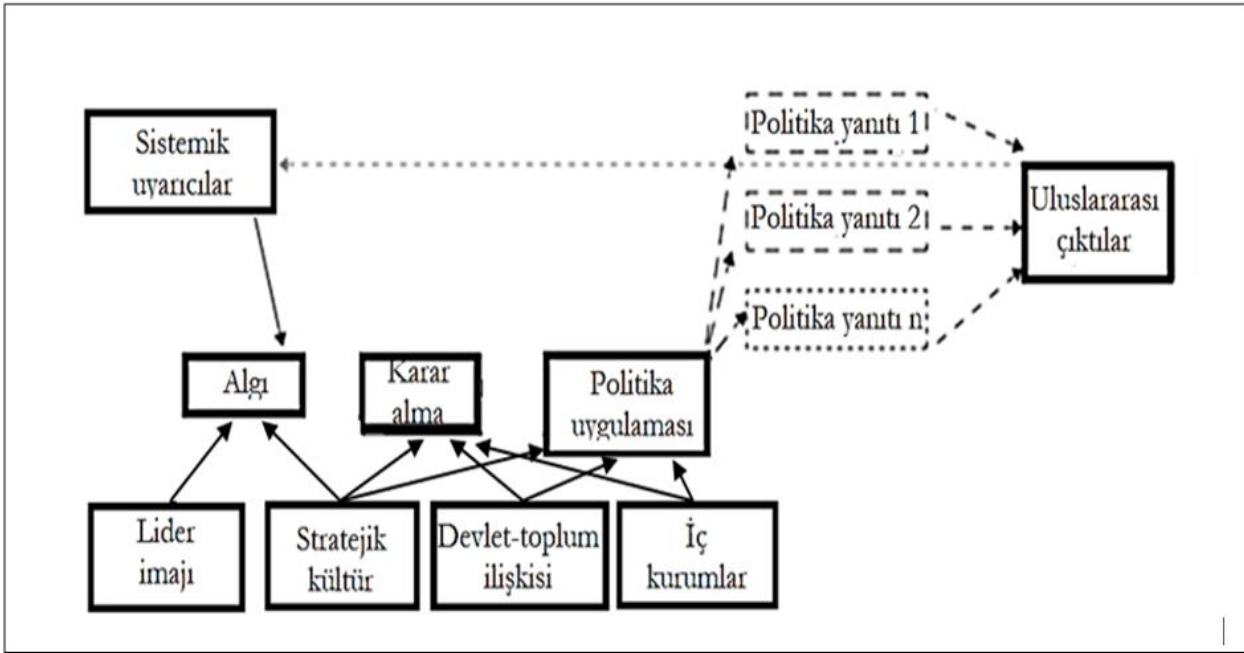 Sistemik
uyarıcılar
Politika yanıtı 1
Politika yanıtı 2
Politika yanıtı n
Uluslararası
çıktılar
Algı
Karar
alma
Politika
uygulaması
Lider
imajı
Stratejik
kültür
Devlet-toplum
ilişkisi
İç
kurumlar